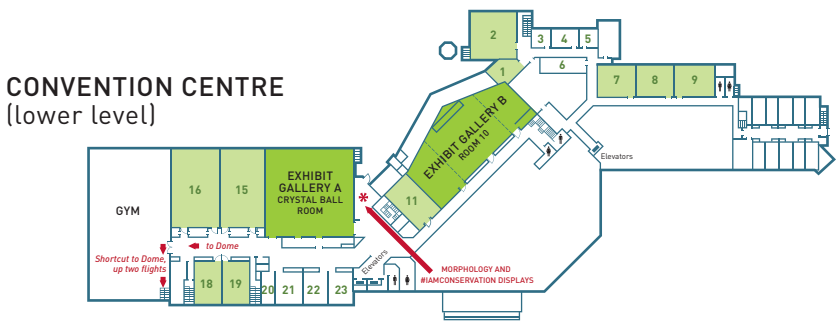 CONVENTION CENTRE
(lower level)
2
3
4
5
1
6
7
8
9
EXHIBIT GALLERY B
ROOM 10
Elevators
16
15
EXHIBIT
GALLERY A
CRYSTAL BALL
ROOM
*
11
GYM
to Dome
Shortcut to Dome,
up two flights
Elevators
MORPHOLOGY AND
#IAMCONSERVATION DISPLAYS
18
19
20
21
22
23